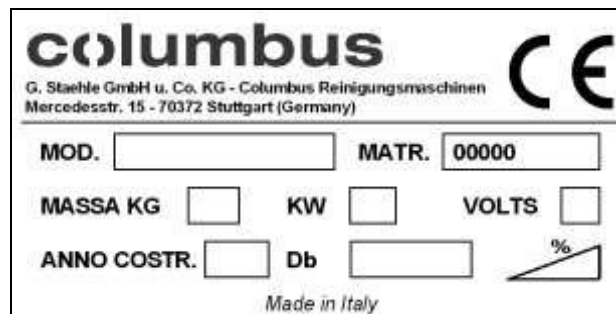 columbus
CE
G. Staehle GmbH u. Co. KG - Columbus Reinigungsmaschinen
Mercedesstr. 15 - 70372 Stuttgart (Germany)
MOD. MATR. 00000
MASSA KG KW VOLTS
ANNO COSTR. Db %
Made in Italy